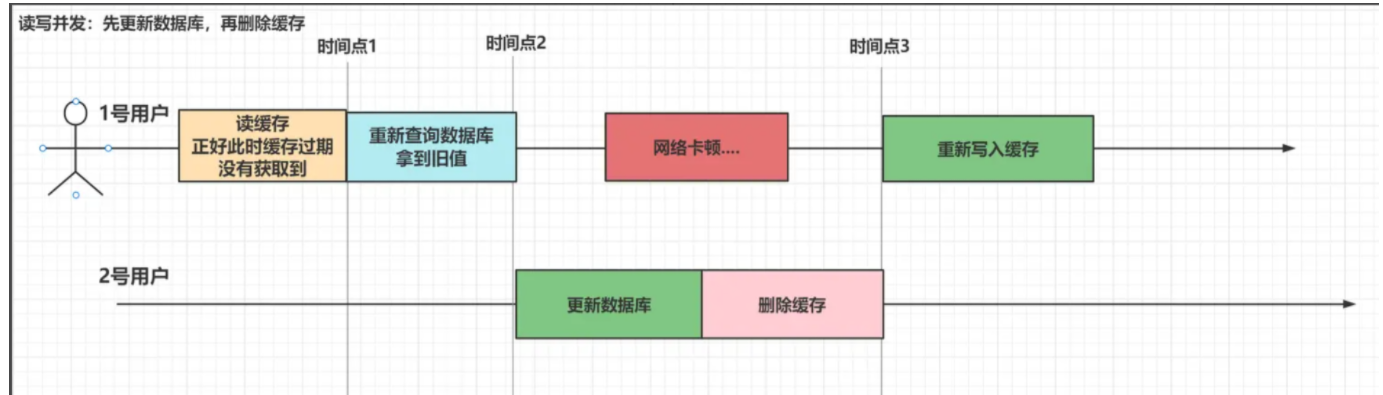 读写并发：先更新数据库，再删除缓存
时间点1
时间点2
时间点3
1号用户
读缓存
正好此时缓存过期
没有获取到
重新查询数据库
拿到旧值
网络卡顿....
重新写入缓存
2号用户
更新数据库
删除缓存